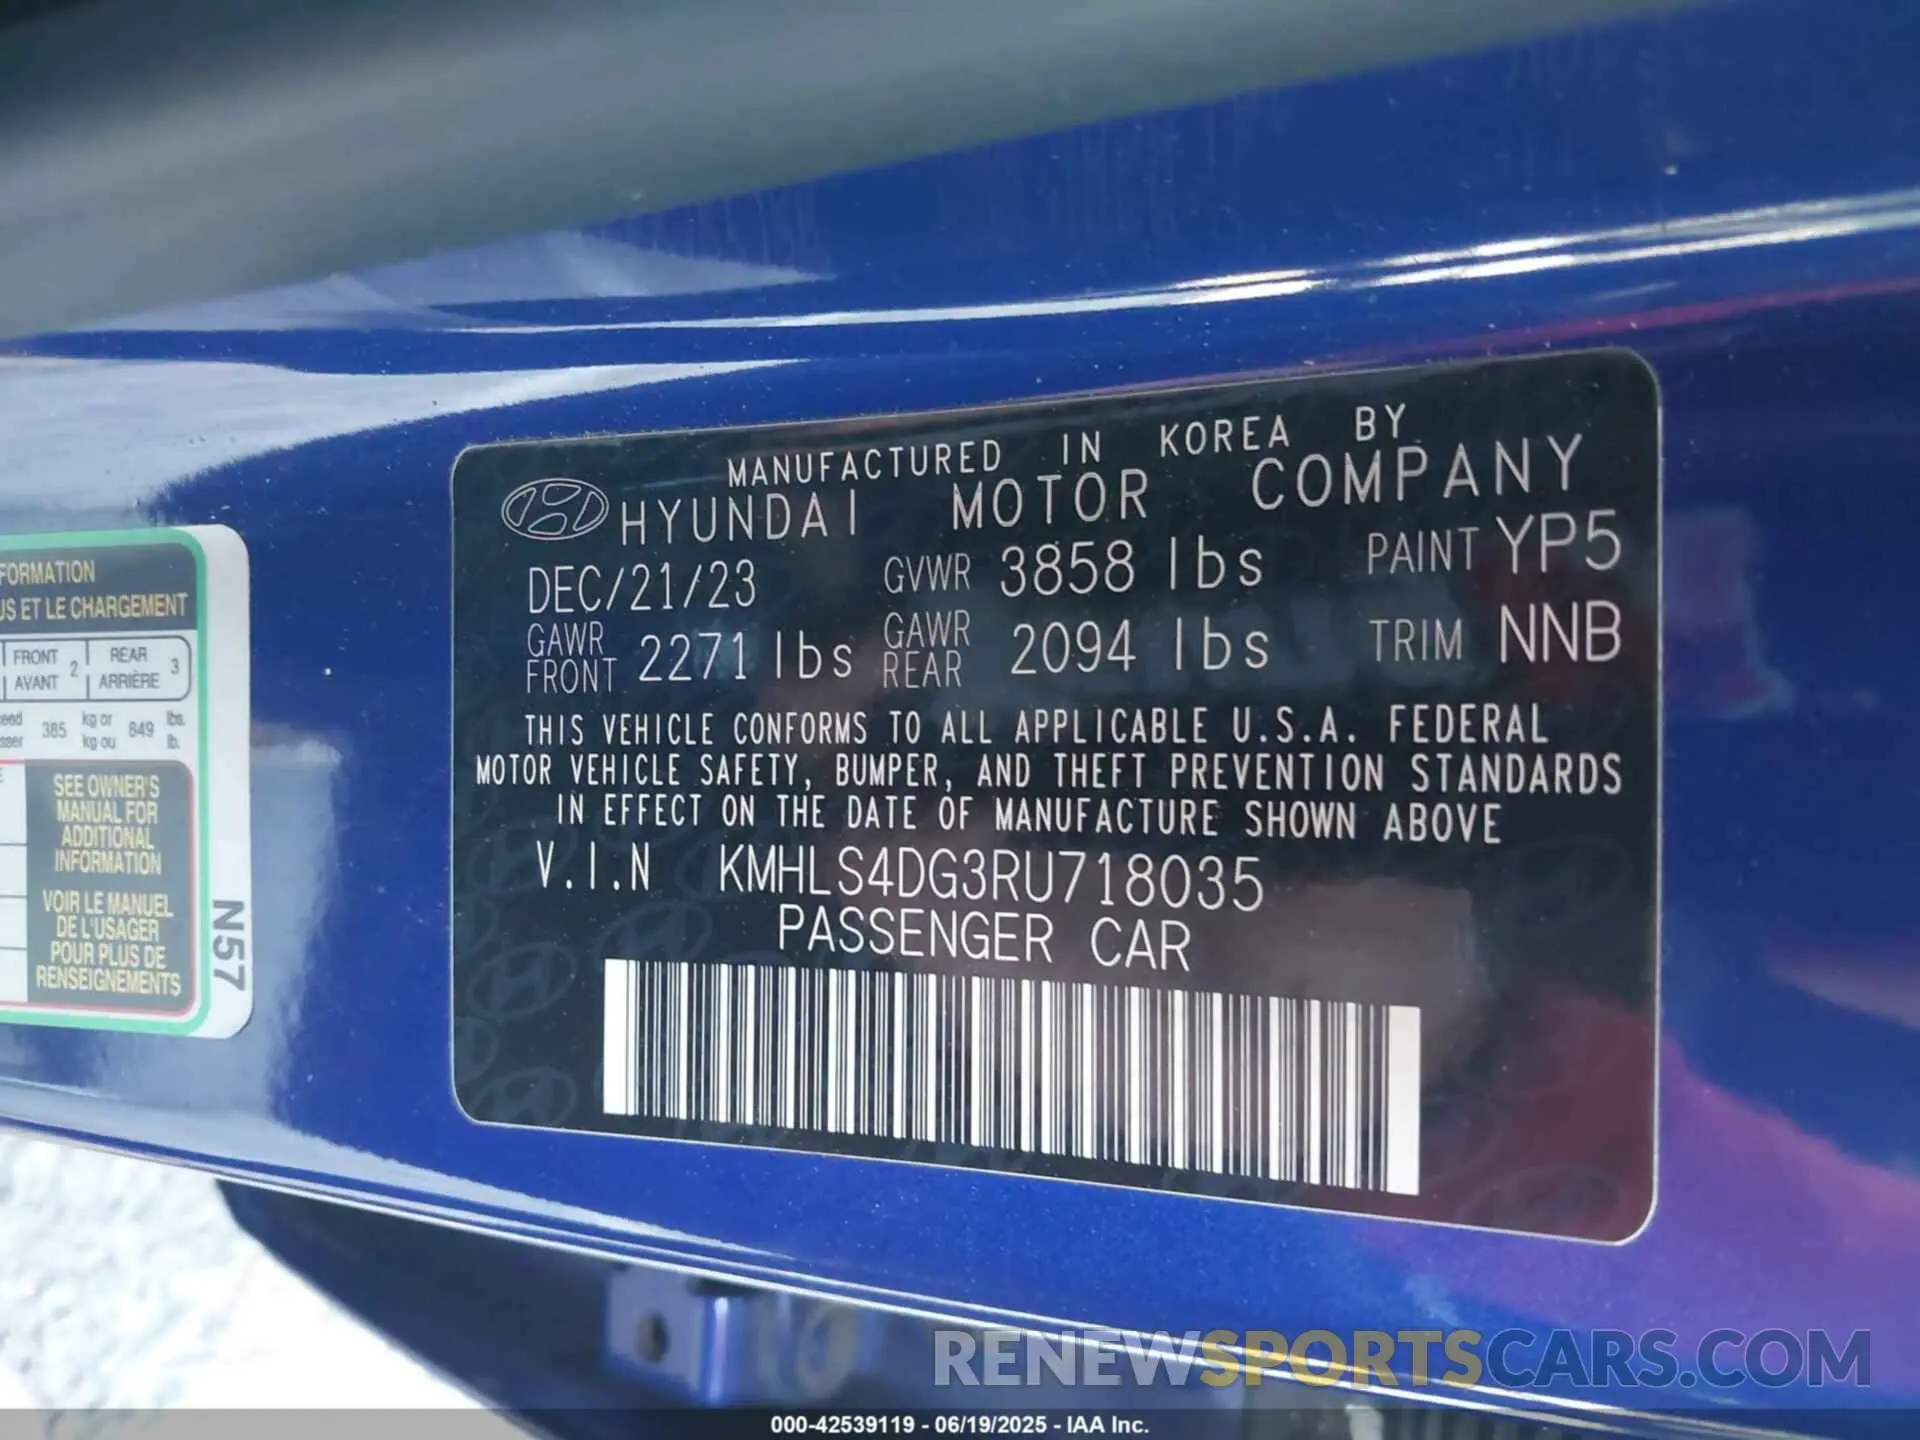 MANUFACTURED IN KOREA BY
HYUNDAI MOTOR COMPANY
DEC/21/23 GVWR 3858 lbs PAINT YP5
GAWR FRONT 2271 lbs GAWR REAR 2094 lbs TRIM NNB
THIS VEHICLE CONFORMS TO ALL APPLICABLE U.S.A. FEDERAL
MOTOR VEHICLE SAFETY, BUMPER, AND THEFT PREVENTION STANDARDS
IN EFFECT ON THE DATE OF MANUFACTURE SHOWN ABOVE
V.I.N KMHLS4DG3RU718035
PASSENGER CAR
FORMATION
US ET LE CHARGEMENT
FRONT 2 REAR 3
AVANT ARRIÈRE
385 kg or 849 lbs.
kg ou lb.
SEE OWNER'S
MANUAL FOR
ADDITIONAL
INFORMATION
VOIR LE MANUEL
DE L'USAGER
POUR PLUS DE
RENSEIGNEMENTS
N57
RENEWSPORTSCARS.COM
000-42539119 - 06/19/2025 - IAA Inc.